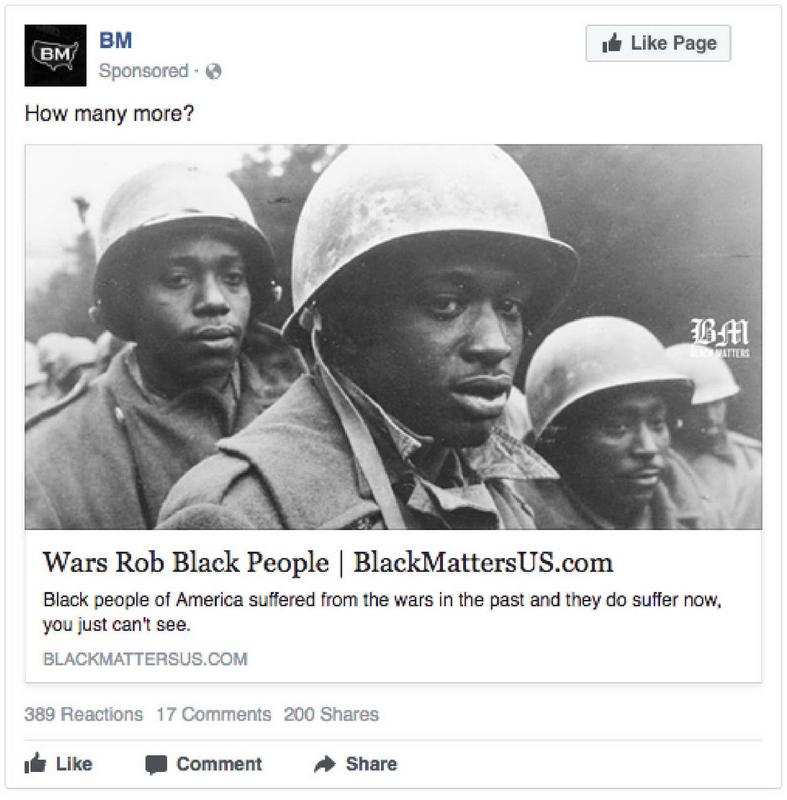 BM
BM
Sponsored ·
Like Page
How many more?
BM
BLACK MATTERS
Wars Rob Black People | BlackMattersUS.com
Black people of America suffered from the wars in the past and they do suffer now,
you just can't see.
BLACKMATTERSUS.COM
389 Reactions 17 Comments 200 Shares
Like Comment Share